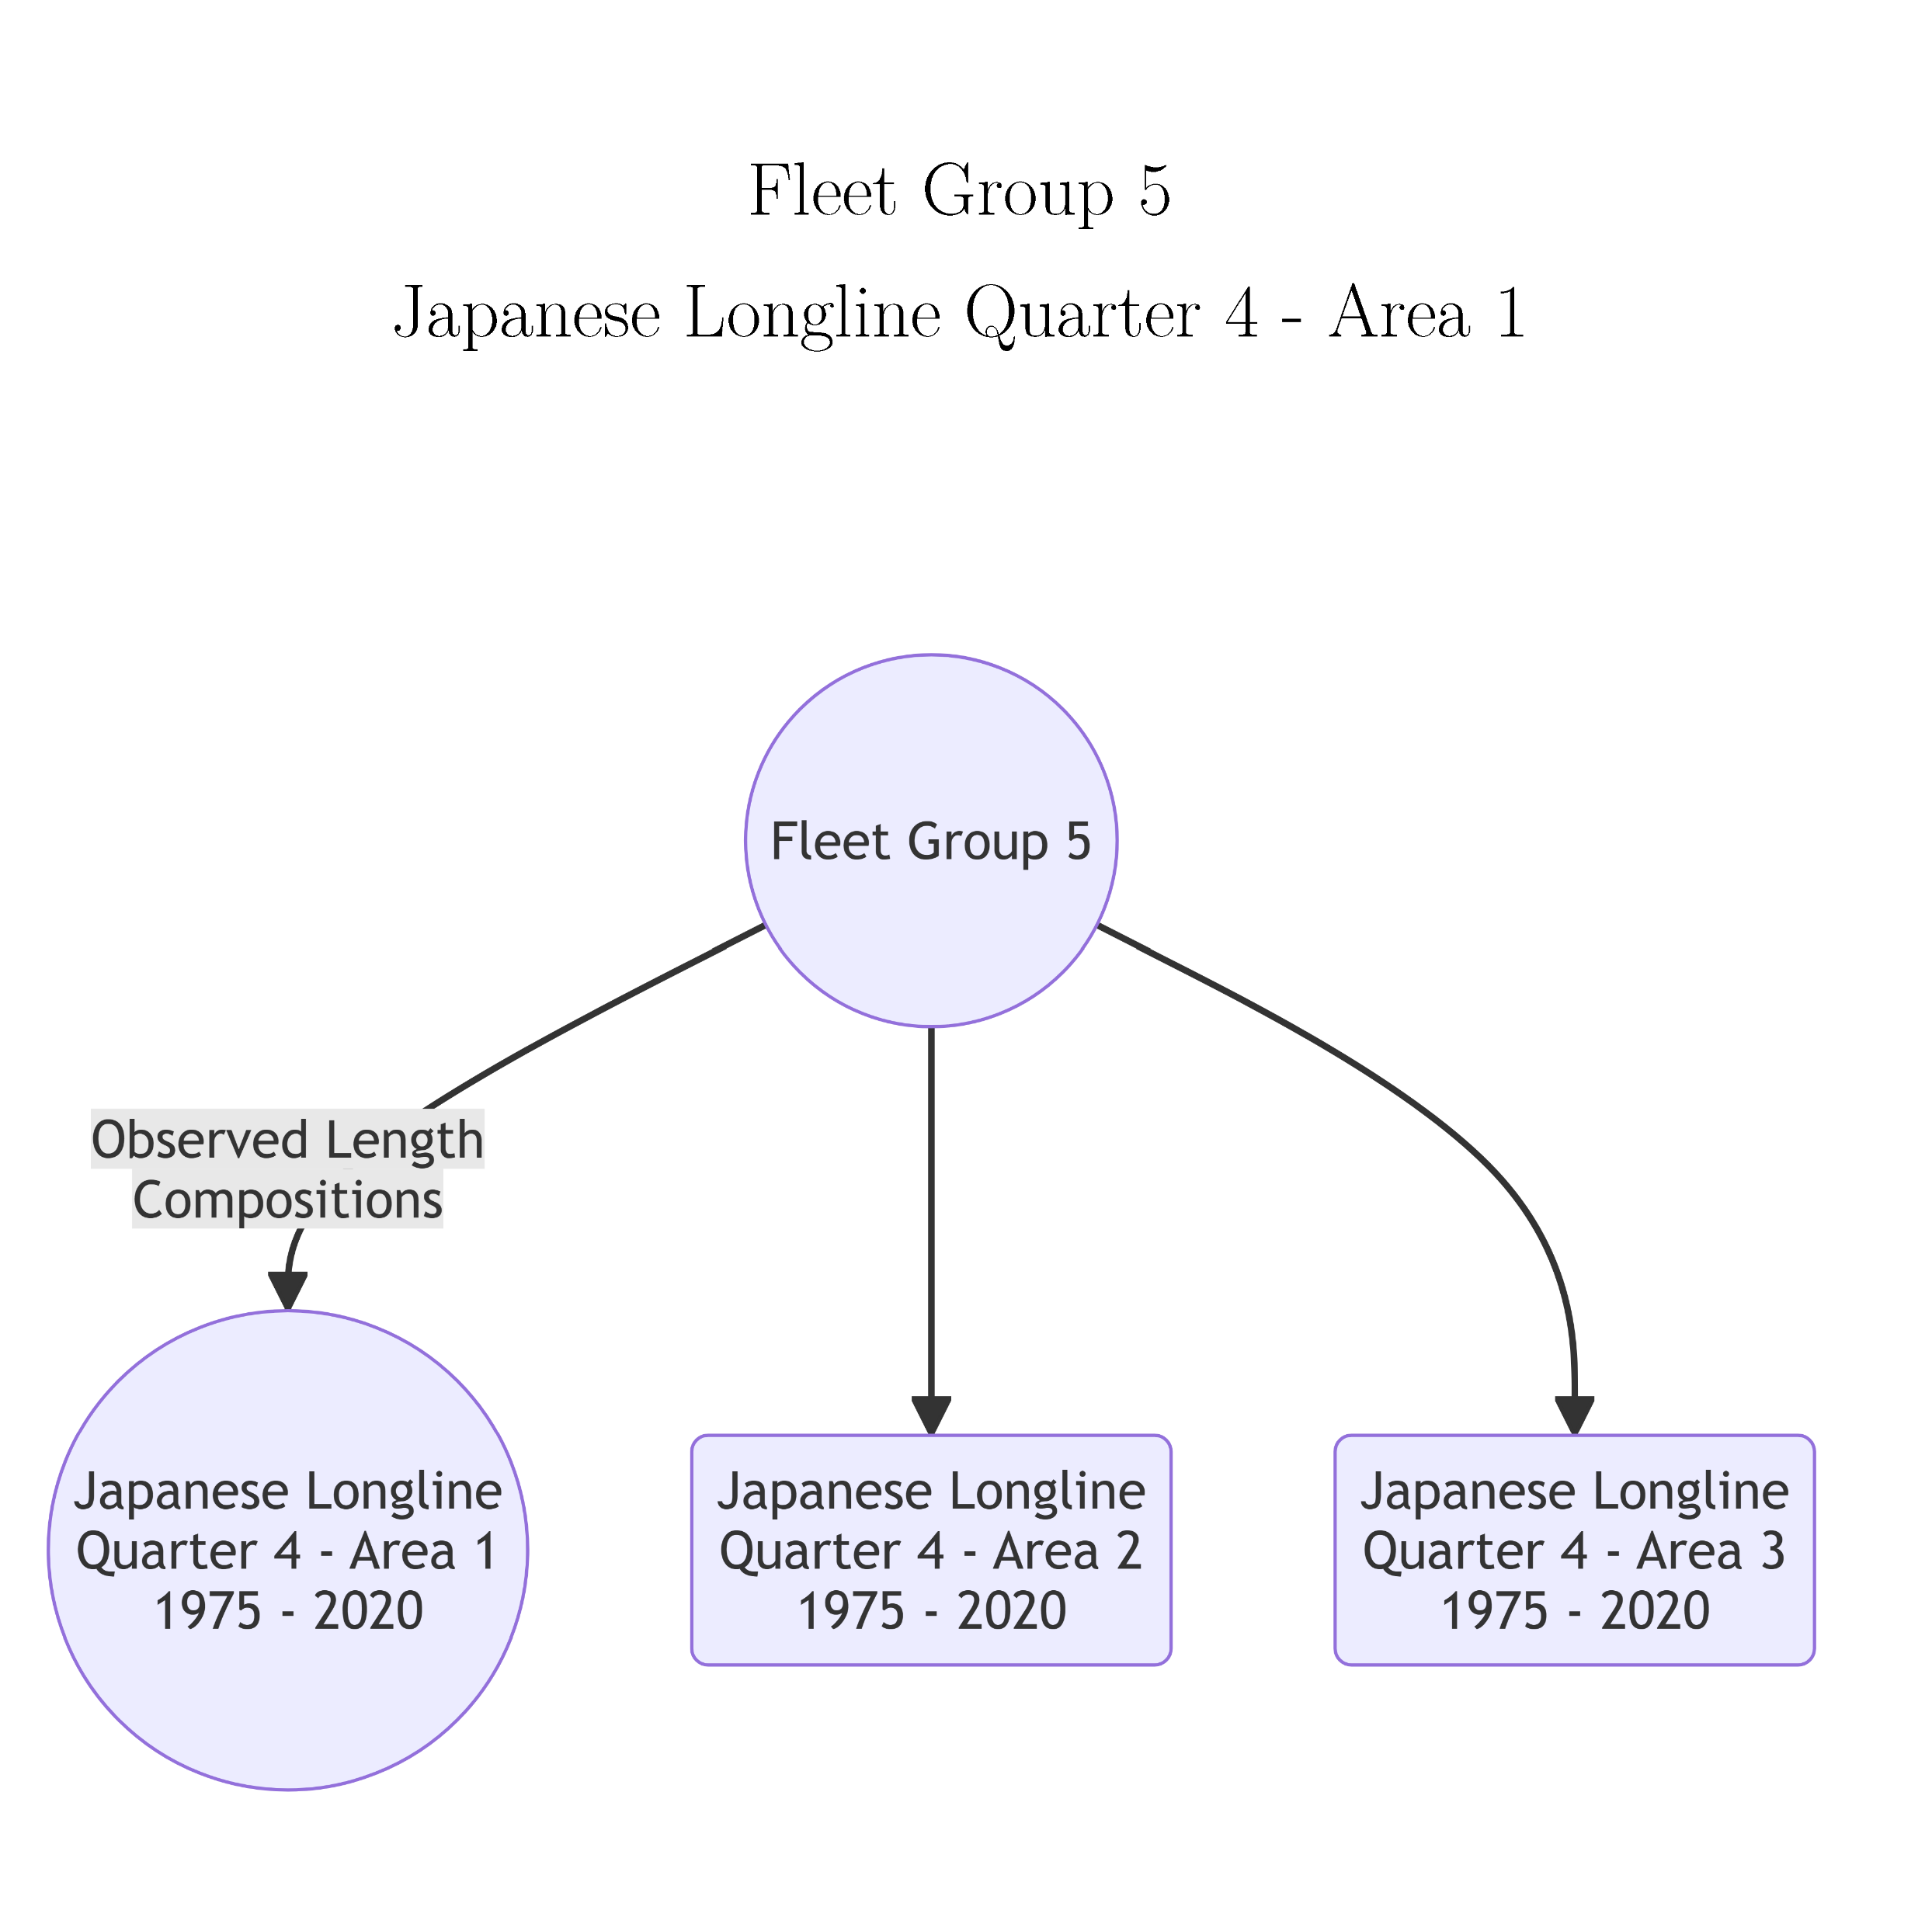 Fleet Group 5
Japanese Longline Quarter 4 - Area 1
Fleet Group 5
Observed Length
Compositions
Japanese Longline
Quarter 4 - Area 1
1975 - 2020
Japanese Longline
Quarter 4 - Area 2
1975 - 2020
Japanese Longline
Quarter 4 - Area 3
1975 - 2020